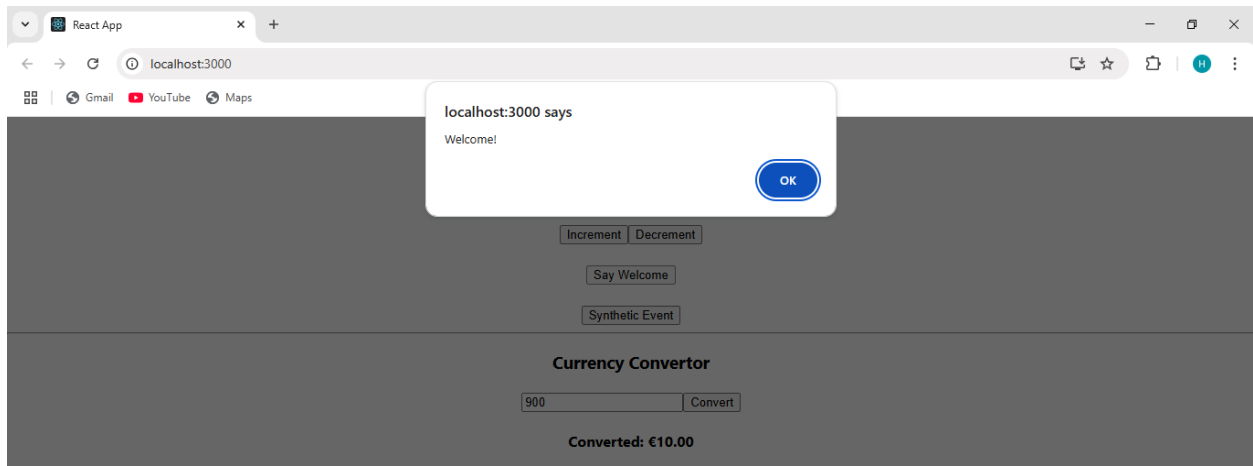 React App
localhost:3000
H
Gmail YouTube Maps
localhost:3000 says
Welcome!
OK
Increment Decrement
Say Welcome
Synthetic Event
Currency Convertor
900 Convert
Converted: €10.00